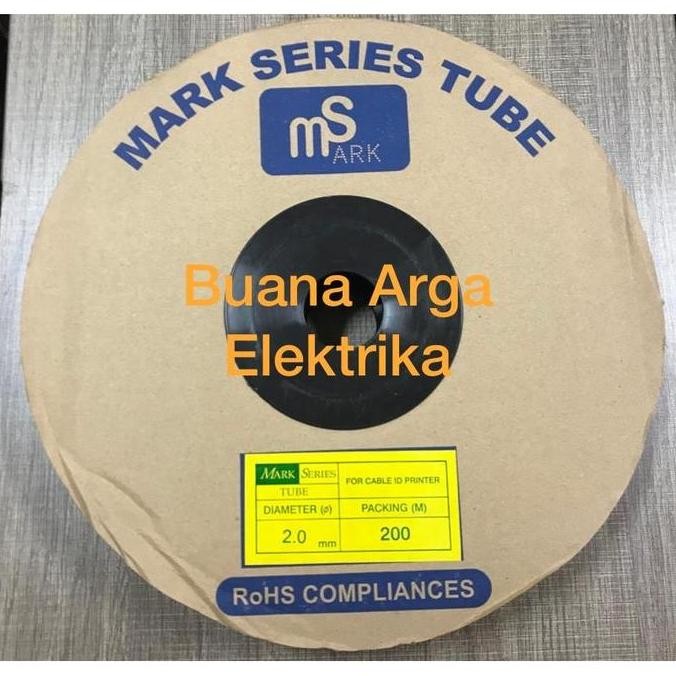 MARK SERIES TUBE
mS
ARK
Buana Arga
Elektrika
MARK SERIES
TUBE
FOR CABLE ID PRINTER
DIAMETER (ø)
PACKING (M)
2.0 mm
200
RoHS COMPLIANCES